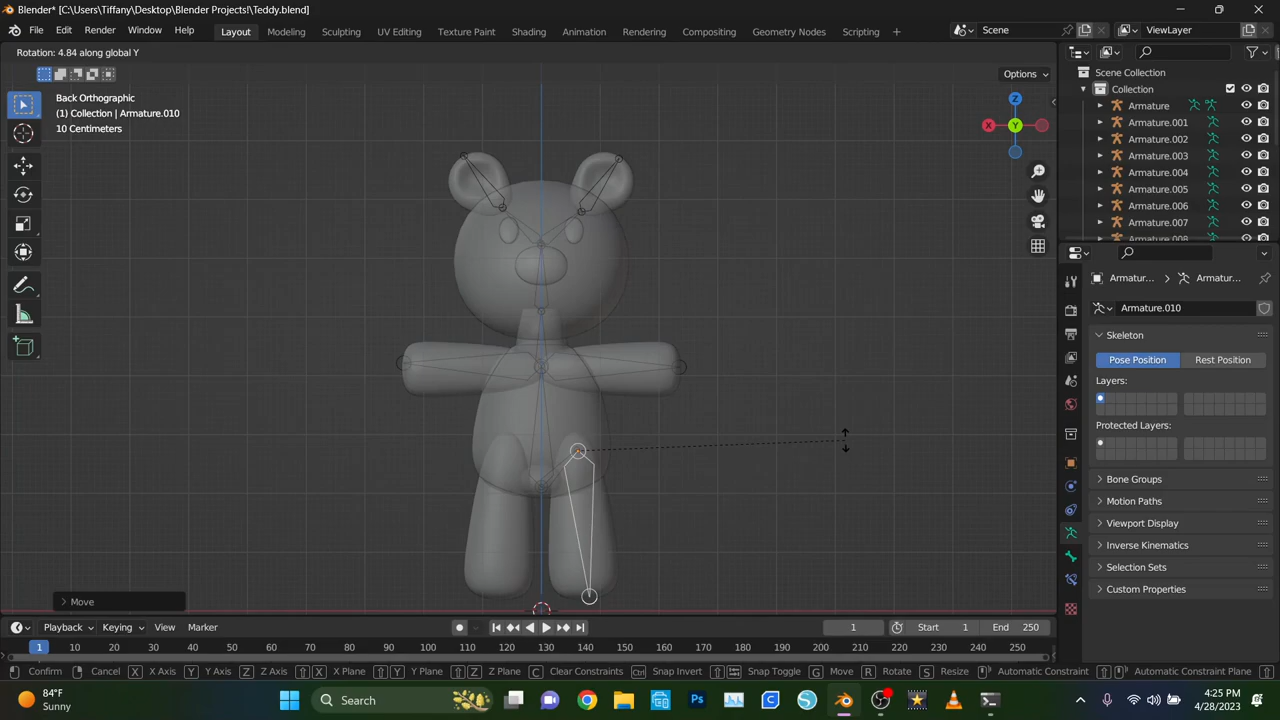 Blender* [C:\Users\Tiffany\Desktop\Blender Projects!\Teddy.blend]
File Edit Render Window Help Layout Modeling Sculpting UV Editing Texture Paint Shading Animation Rendering Compositing Geometry Nodes Scripting + Scene ViewLayer
Rotation: 4.84 along global Y
Options
Back Orthographic
(1) Collection | Armature.010
10 Centimeters
Z
X Y
Scene Collection
Collection
Armature
Armature.001
Armature.002
Armature.003
Armature.004
Armature.005
Armature.006
Armature.007
Armature.008
Armatur... Armatur...
Armature.010
Skeleton
Pose Position Rest Position
Layers:
Protected Layers:
Bone Groups
Motion Paths
Viewport Display
Inverse Kinematics
Selection Sets
Custom Properties
Move
Playback Keying View Marker 1 Start 1 End 250
1 10 20 30 40 50 60 70 80 90 100 110 120 130 140 150 160 170 180 190 200 210 220 230 240 250
Confirm Cancel X X Axis Y Y Axis Z Z Axis X X Plane Y Y Plane Z Z Plane C Clear Constraints Ctrl Snap Invert Snap Toggle G Move R Rotate S Resize Automatic Constraint Automatic Constraint Plane
84°F
Sunny
Search
Ps
4:25 PM
4/28/2023